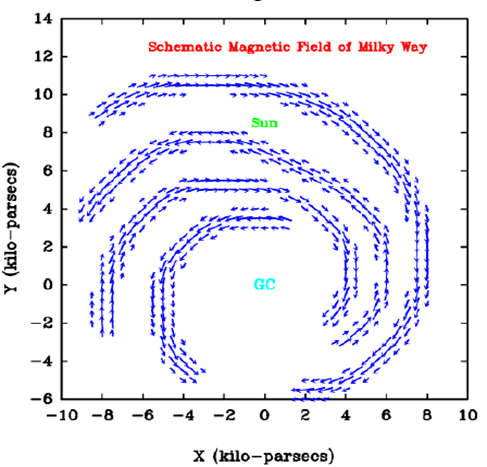 14
Schematic Magnetic Field of Milky Way
12
10
Sun
8
6
4
2
GC
0
−2
−4
−6
−10 −8 −6 −4 −2 0 2 4 6 8 10
Y (kilo−parsecs)
X (kilo−parsecs)